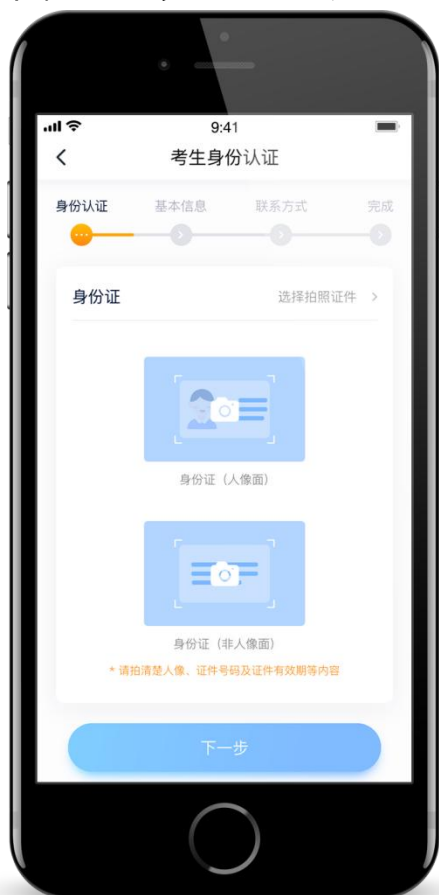 9:41
考生身份认证
身份认证 基本信息 联系方式 完成
身份证 选择拍照证件
身份证（人像面）
身份证（非人像面）
* 请拍清楚人像、证件号码及证件有效期等内容
下一步